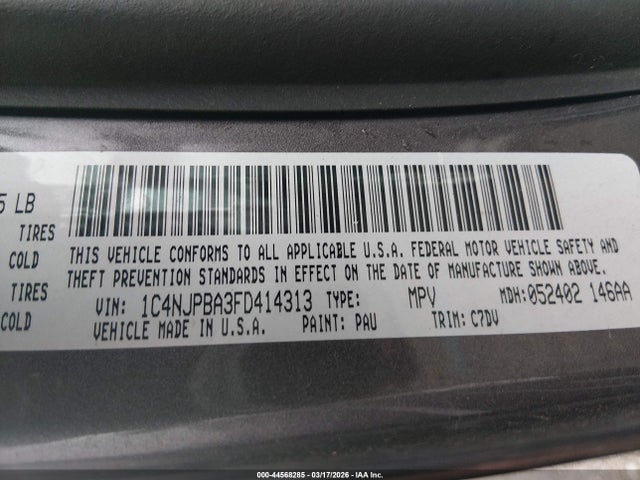 5 LB
TIRES
COLD
TIRES
COLD
THIS VEHICLE CONFORMS TO ALL APPLICABLE U.S.A. FEDERAL MOTOR VEHICLE SAFETY AND
THEFT PREVENTION STANDARDS IN EFFECT ON THE DATE OF MANUFACTURE SHOWN ABOVE.
VIN: 1C4NJPBA3FD414313 TYPE: MPV MDH:052402 146AA
VEHICLE MADE IN U.S.A. PAINT: PAU TRIM: C7DV
000-44568285 - 03/17/2026 - IAA Inc.